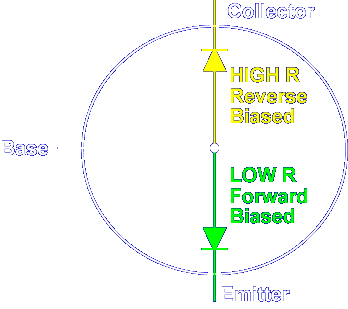 Collector
HIGH R
Reverse
Biased
Base
LOW R
Forward
Biased
Emitter